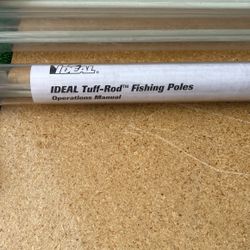 IDEAL
IDEAL Tuff-Rod™ Fishing Poles
Operations Manual